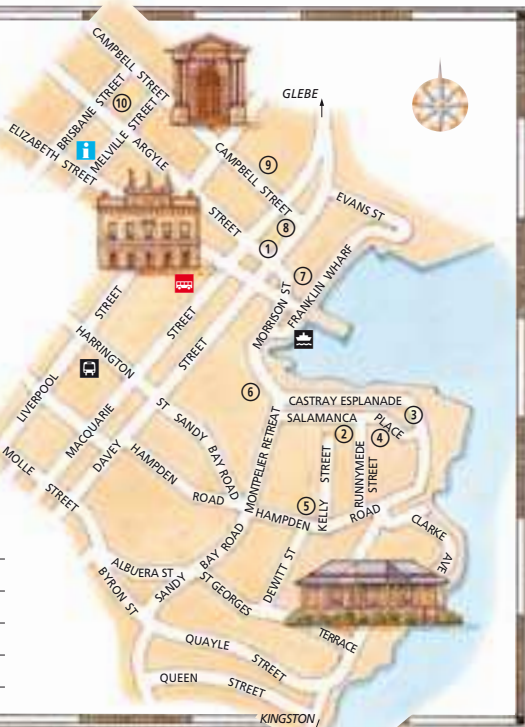 CAMPBELL STREET
GLEBE
BRISBANE STREET
10
MELVILLE STREET
ELIZABETH STREET
i
ARGYLE
STREET
CAMPBELL STREET
9
EVANS ST
8
1
7
MORRISON ST
FRANKLIN WHARF
LIVERPOOL
STREET
HARRINGTON
ST
MACQUARIE
STREET
DAVEY
STREET
6
CASTRAY ESPLANADE
SALAMANCA
PLACE
3
2
4
SANDY
BAY ROAD
MONTPELIER RETREAT
KELLY
STREET
RUNNYMEDE
STREET
5
MOLLE
STREET
HAMPDEN
ROAD
HAMPDEN
ROAD
CLARKE
AVE
ALBUERA ST
SANDY
BAY ROAD
BYRON ST
ST GEORGES
TERRACE
DEWITT ST
QUAYLE
STREET
QUEEN
STREET
KINGSTON